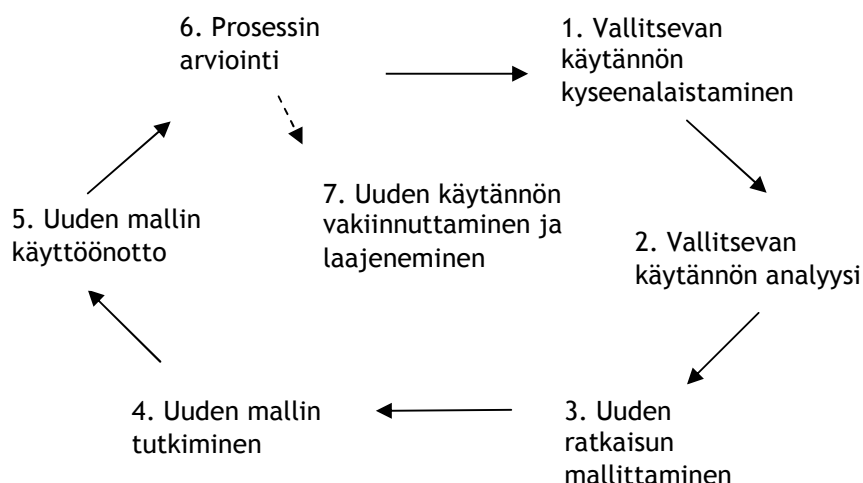 6. Prosessin
arviointi
1. Vallitsevan
käytännön
kyseenalaistaminen
7. Uuden käytännön
vakiinnuttaminen ja
laajeneminen
5. Uuden mallin
käyttöönotto
2. Vallitsevan
käytännön analyysi
4. Uuden mallin
tutkiminen
3. Uuden
ratkaisun
mallittaminen